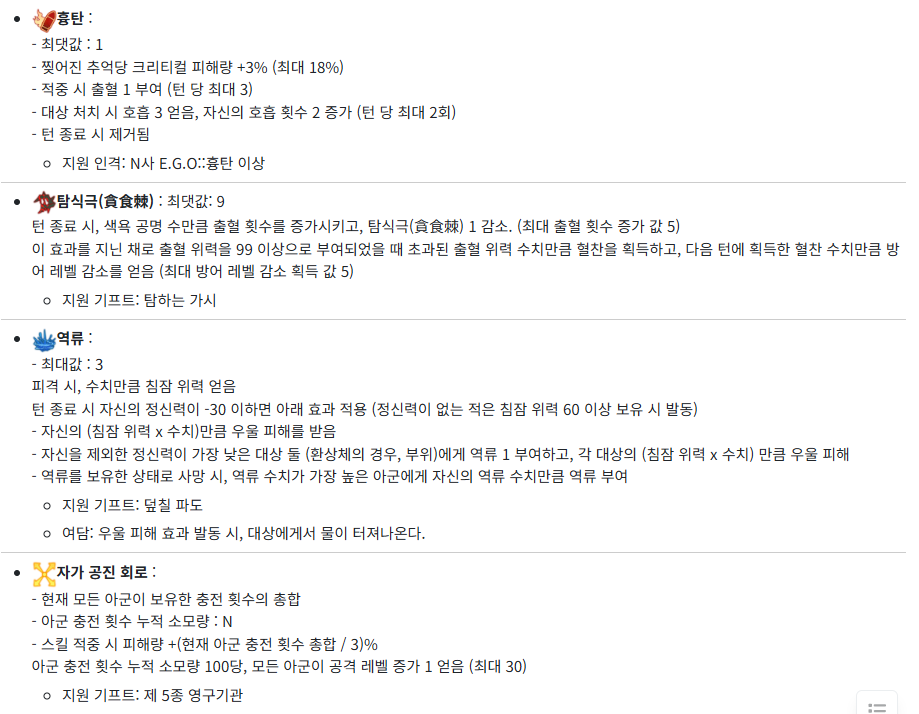 흉탄 :
- 최댓값 : 1
- 찢어진 추억당 크리티컬 피해량 +3% (최대 18%)
- 적중 시 출혈 1 부여 (턴 당 최대 3)
- 대상 처치 시 호흡 3 얻음, 자신의 호흡 횟수 2 증가 (턴 당 최대 2회)
- 턴 종료 시 제거됨
지원 인격: N사 E.G.O::흉탄 이상
탐식극(貪食棘) : 최댓값: 9
턴 종료 시, 색욕 공명 수만큼 출혈 횟수를 증가시키고, 탐식극(貪食棘) 1 감소. (최대 출혈 횟수 증가 값 5)
이 효과를 지닌 채로 출혈 위력을 99 이상으로 부여되었을 때 초과된 출혈 위력 수치만큼 혈찬을 획득하고, 다음 턴에 획득한 혈찬 수치만큼 방
어 레벨 감소를 얻음 (최대 방어 레벨 감소 획득 값 5)
지원 기프트: 탐하는 가시
역류 :
- 최대값 : 3
피격 시, 수치만큼 침잠 위력 얻음
턴 종료 시 자신의 정신력이 -30 이하면 아래 효과 적용 (정신력이 없는 적은 침잠 위력 60 이상 보유 시 발동)
- 자신의 (침잠 위력 x 수치)만큼 우울 피해를 받음
- 자신을 제외한 정신력이 가장 낮은 대상 둘 (환상체의 경우, 부위)에게 역류 1 부여하고, 각 대상의 (침잠 위력 x 수치) 만큼 우울 피해
- 역류를 보유한 상태로 사망 시, 역류 수치가 가장 높은 아군에게 자신의 역류 수치만큼 역류 부여
지원 기프트: 덮칠 파도
여담: 우울 피해 효과 발동 시, 대상에게서 물이 터져나온다.
자가 공진 회로 :
- 현재 모든 아군이 보유한 충전 횟수의 총합
- 아군 충전 횟수 누적 소모량 : N
- 스킬 적중 시 피해량 +(현재 아군 충전 횟수 총합 / 3)%
아군 충전 횟수 누적 소모량 100당, 모든 아군이 공격 레벨 증가 1 얻음 (최대 30)
지원 기프트: 제 5종 영구기관